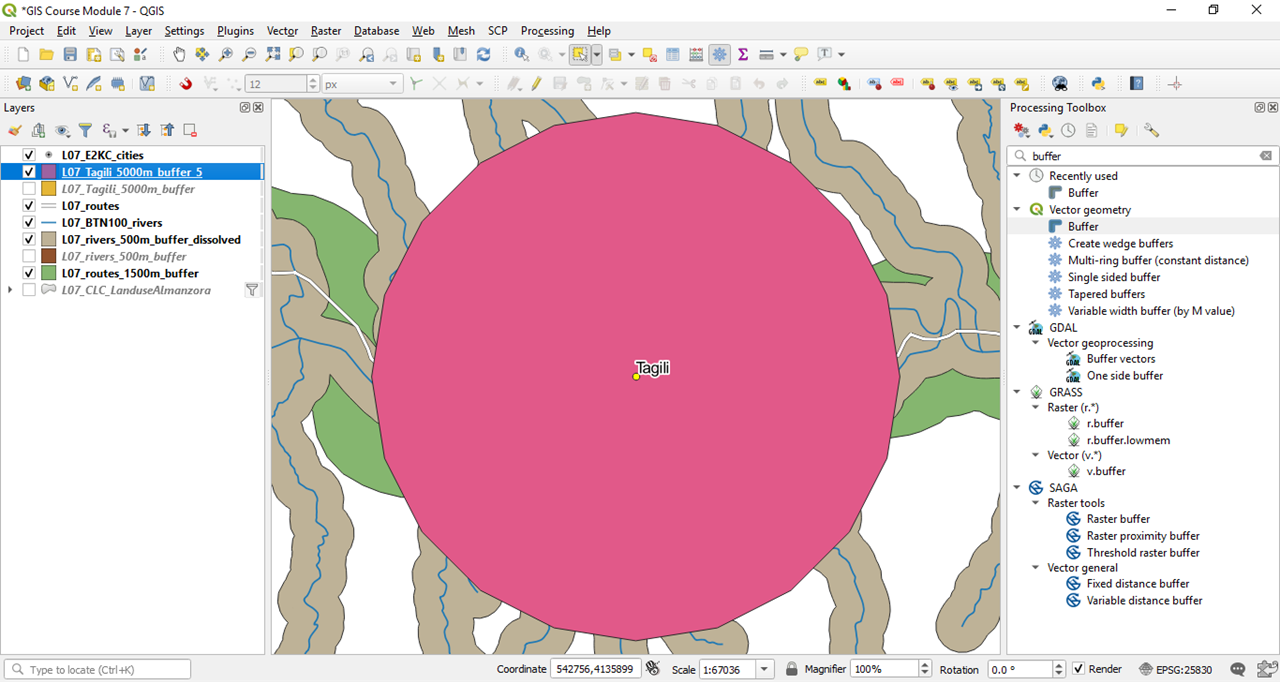 *GIS Course Module 7 - QGIS
Project Edit View Layer Settings Plugins Vector Raster Database Web Mesh SCP Processing Help
12 px
Layers
L07_E2KC_cities
L07_Tagili_5000m_buffer_5
L07_Tagili_5000m_buffer
L07_routes
L07_BTN100_rivers
L07_rivers_500m_buffer_dissolved
L07_rivers_500m_buffer
L07_routes_1500m_buffer
L07_CLC_LanduseAlmanzora
Tagili
Processing Toolbox
buffer
Recently used
Buffer
Vector geometry
Buffer
Create wedge buffers
Multi-ring buffer (constant distance)
Single sided buffer
Tapered buffers
Variable width buffer (by M value)
GDAL
Vector geoprocessing
Buffer vectors
One side buffer
GRASS
Raster (r.*)
r.buffer
r.buffer.lowmem
Vector (v.*)
v.buffer
SAGA
Raster tools
Raster buffer
Raster proximity buffer
Threshold raster buffer
Vector general
Fixed distance buffer
Variable distance buffer
Type to locate (Ctrl+K) Coordinate 542756,4135899 Scale 1:67036 Magnifier 100% Rotation 0.0 ° Render EPSG:25830